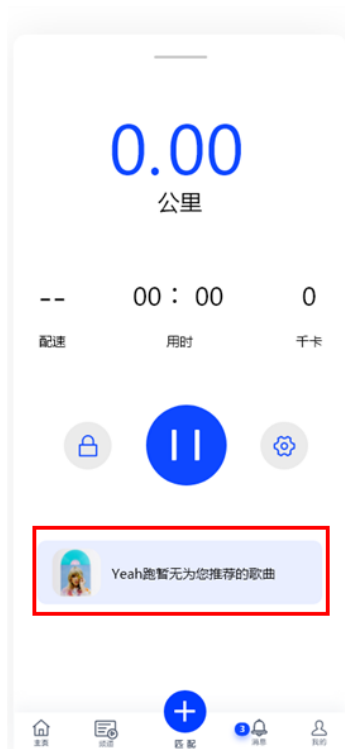 0.00
公里
-- 00： 00 0
配速 用时 千卡
Yeah跑暂无为您推荐的歌曲
3
主页 匹配 消息 我的